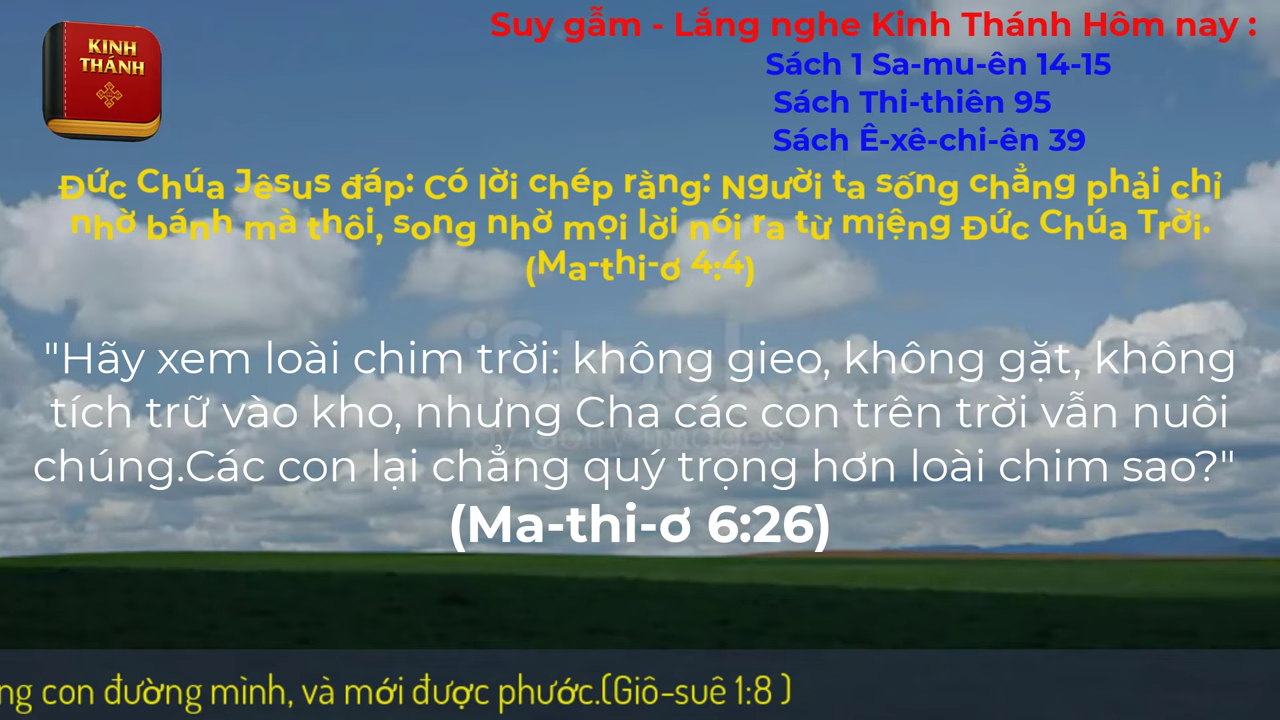 KINH
THÁNH
Suy gẫm - Lắng nghe Kinh Thánh Hôm nay :
Sách 1 Sa-mu-ên 14-15
Sách Thi-thiên 95
Sách Ê-xê-chi-ên 39
Đức Chúa Jêsus đáp: Có lời chép rằng: Người ta sống chẳng phải chỉ
nhờ bánh mà thôi, song nhờ mọi lời nói ra từ miệng Đức Chúa Trời.
(Ma-thi-ơ 4:4)
"Hãy xem loài chim trời: không gieo, không gặt, không
tích trữ vào kho, nhưng Cha các con trên trời vẫn nuôi
chúng.Các con lại chẳng quý trọng hơn loài chim sao?"
(Ma-thi-ơ 6:26)
iStock
by Getty Images
ng con đường mình, và mới được phước.(Giô-suê 1:8 )